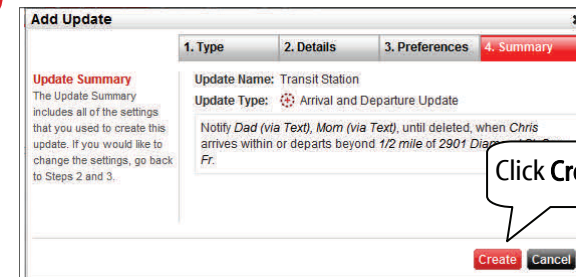 Add Update
1. Type 2. Details 3. Preferences 4. Summary
Update Summary
The Update Summary
includes all of the settings
that you used to create this
update. If you would like to
change the settings, go back
to Steps 2 and 3.
Update Name: Transit Station
Update Type: Arrival and Departure Update
Notify Dad (via Text), Mom (via Text), until deleted, when Chris
arrives within or departs beyond 1/2 mile of 2901
Fr.
Click
Create Cancel